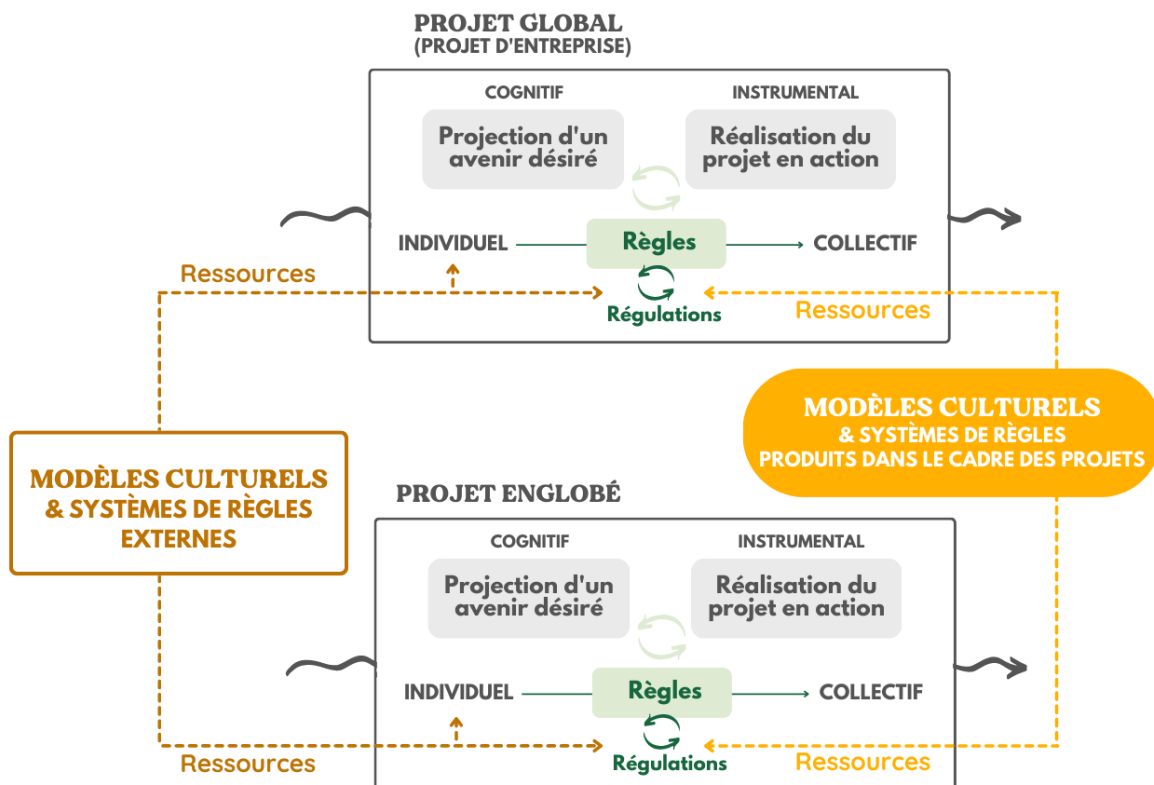 PROJET GLOBAL
(PROJET D'ENTREPRISE)
COGNITIF
INSTRUMENTAL
Projection d'un
avenir désiré
Réalisation du
projet en action
INDIVIDUEL
Règles
COLLECTIF
Ressources
Régulations
Ressources
MODÈLES CULTURELS
& SYSTÈMES DE RÈGLES
EXTERNES
MODÈLES CULTURELS
& SYSTÈMES DE RÈGLES
PRODUITS DANS LE CADRE DES PROJETS
PROJET ENGLOBÉ
COGNITIF
INSTRUMENTAL
Projection d'un
avenir désiré
Réalisation du
projet en action
INDIVIDUEL
Règles
COLLECTIF
Ressources
Régulations
Ressources